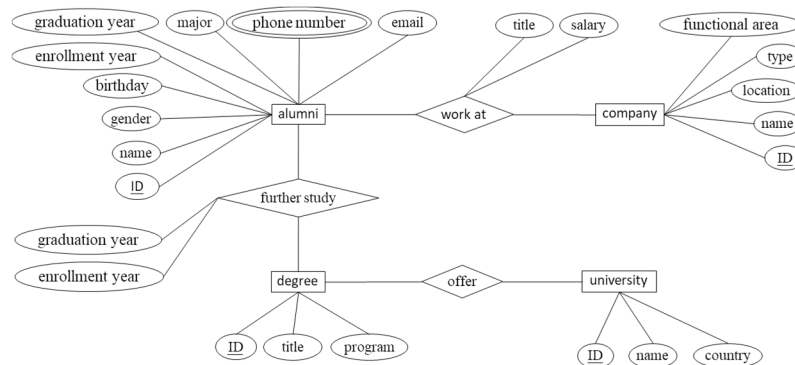 graduation year
major
phone number
email
title
salary
functional area
enrollment year
type
birthday
location
gender
alumni
work at
company
name
name
ID
ID
further study
graduation year
enrollment year
degree
offer
university
ID
title
program
ID
name
country